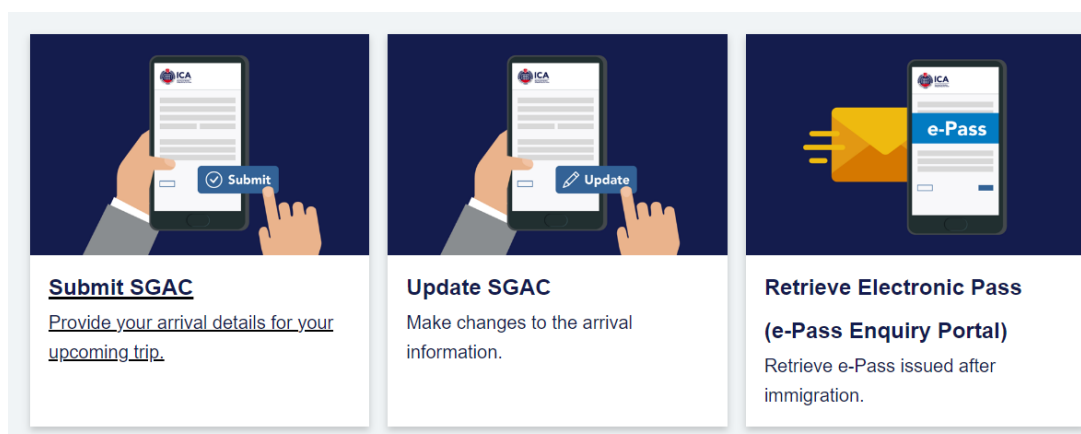 ICA
Submit
ICA
Update
ICA
e-Pass
Submit SGAC
Provide your arrival details for your
upcoming trip.
Update SGAC
Make changes to the arrival
information.
Retrieve Electronic Pass
(e-Pass Enquiry Portal)
Retrieve e-Pass issued after
immigration.